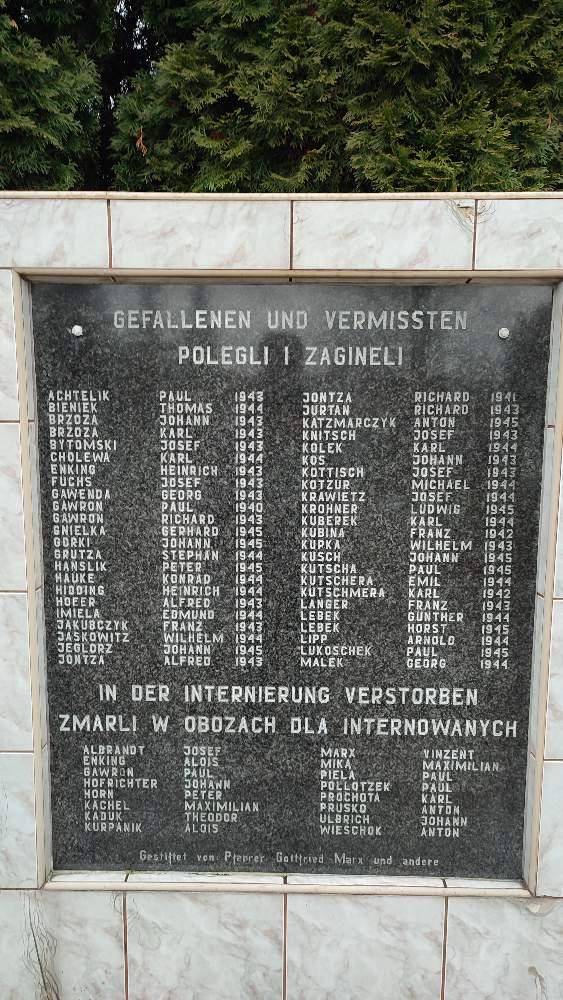 GEFALLENEN UND VERMISSTEN
POLEGLI I ZAGINELI
ACHTELIK PAUL 1943
BIENIEK THOMAS 1944
BRZOZA JOHANN 1943
BRZOZA KARL 1943
BYTOMSKI JOSEF 1943
CHOLEWA KARL 1944
ENKING HEINRICH 1943
FUCHS JOSEF 1943
GAWENDA GEORG 1943
GAWRON PAUL 1940
GAWRON RICHARD 1943
GNIELKA GERHARD 1945
GORKI JOHANN 1945
GRUTZA STEPHAN 1944
HANSLIK PETER 1945
HAUKE KONRAD 1944
HIDDING HEINRICH 1944
HOFER ALFRED 1943
IMIELA EDMUND 1944
JAKUBCZYK FRANZ 1943
JASKOWITZ WILHELM 1944
JEGLORZ JOHANN 1945
JONTZA ALFRED 1943
JONTZA RICHARD 1941
JURTAN RICHARD 1943
KATZMARCZYK ANTON 1945
KNITSCH JOSEF 1943
KOLEK KARL 1944
KOS JOHANN 1943
KOTTISCH JOSEF 1943
KOTZUR MICHAEL 1944
KRAWIETZ JOSEF 1944
KROHNER LUDWIG 1945
KUBEREK KARL 1944
KUBINA FRANZ 1942
KUPKA WILHELM 1943
KUSCH JOHANN 1945
KUTSCHA PAUL 1945
KUTSCHERA EMIL 1944
KUTSCHMERA KARL 1942
LANGER FRANZ 1943
LEBEK GÜNTHER 1944
LEBEK HORST 1945
LIPP ARNOLD 1944
LUKOSCHEK PAUL 1945
MALEK GEORG 1944
IN DER INTERNIERUNG VERSTORBEN
ZMARLI W OBOZACH DLA INTERNOWANYCH
ALBRANDT JOSEF
ENKING ALOIS
GAWRON PAUL
HOFRICHTER JOHANN
HORN PETER
KACHEL MAXIMILIAN
KADUK THEODOR
KURPANIK ALOIS
MARX VINZENT
MIKA MAXIMILIAN
PIELA PAUL
POLLOTZEK PAUL
PROCHOTA KARL
PRUSKO ANTON
ULBRICH JOHANN
WIESCHOK ANTON
Gestiftet von Pfarrer Gottfried Marx und andere